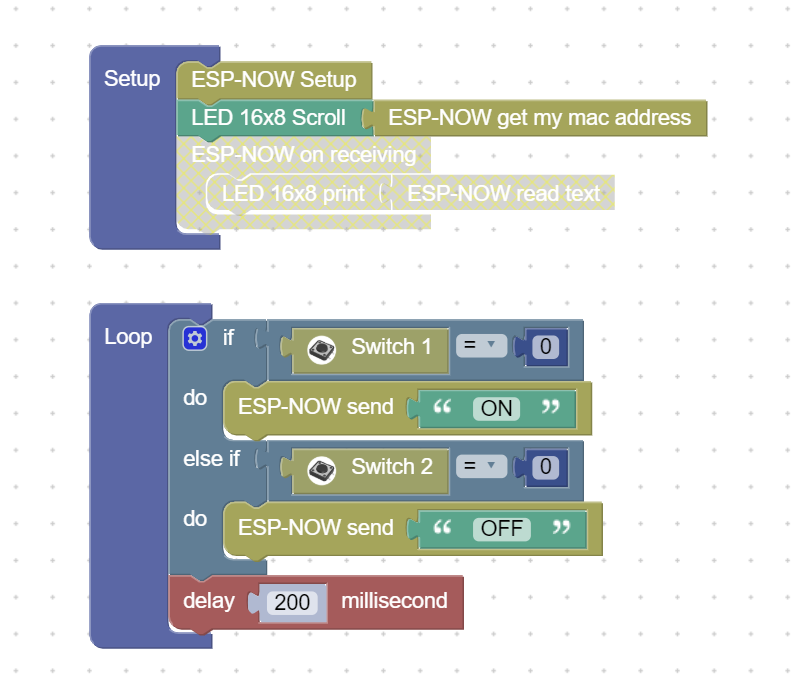 Setup
ESP-NOW Setup
LED 16x8 Scroll ESP-NOW get my mac address
ESP-NOW on receiving
LED 16x8 print ESP-NOW read text
Loop if Switch 1 = 0
do ESP-NOW send “ ON ”
else if Switch 2 = 0
do ESP-NOW send “ OFF ”
delay 200 millisecond